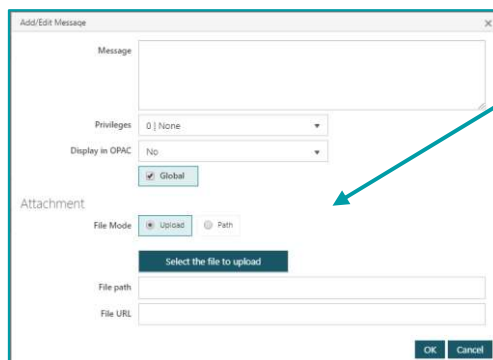 Add/Edit Message ×
Message
Privileges 0 | None
Display in OPAC No
Global
Attachment
File Mode Upload Path
Select the file to upload
File path
File URL
OK Cancel